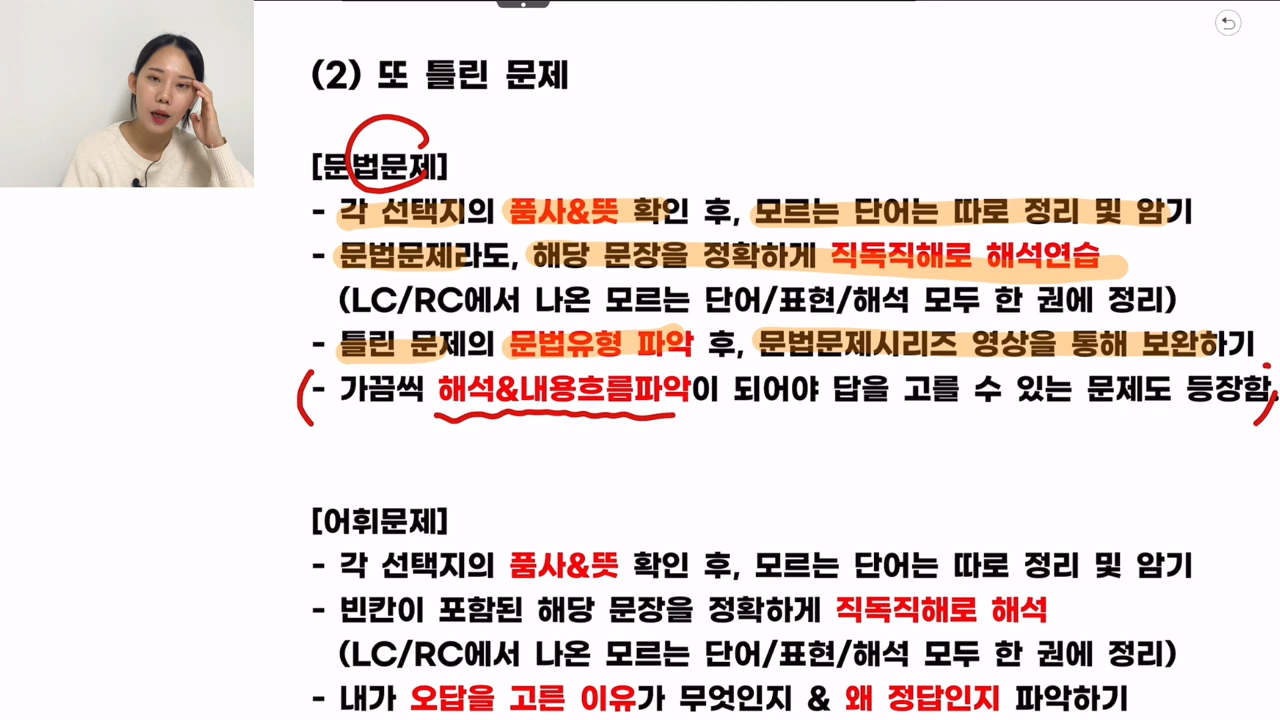 (2) 또 틀린 문제
[문법문제]
- 각 선택지의 품사&뜻 확인 후, 모르는 단어는 따로 정리 및 암기
- 문법문제라도, 해당 문장을 정확하게 직독직해로 해석연습
(LC/RC에서 나온 모르는 단어/표현/해석 모두 한 권에 정리)
- 틀린 문제의 문법유형 파악 후, 문법문제시리즈 영상을 통해 보완하기
- 가끔씩 해석&내용흐름파악이 되어야 답을 고를 수 있는 문제도 등장함.
[어휘문제]
- 각 선택지의 품사&뜻 확인 후, 모르는 단어는 따로 정리 및 암기
- 빈칸이 포함된 해당 문장을 정확하게 직독직해로 해석
(LC/RC에서 나온 모르는 단어/표현/해석 모두 한 권에 정리)
- 내가 오답을 고른 이유가 무엇인지 & 왜 정답인지 파악하기